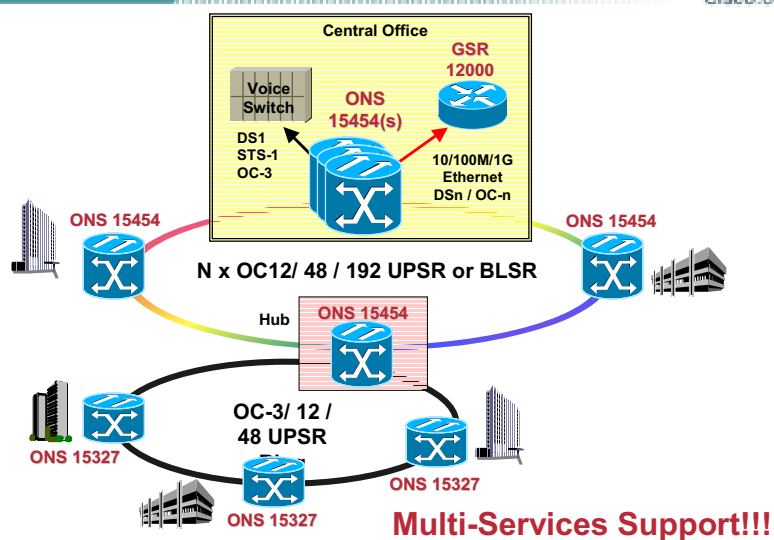 Central Office
GSR
12000
Voice
Switch
ONS
15454(s)
DS1
STS-1
OC-3
10/100M/1G
Ethernet
DSn / OC-n
ONS 15454
ONS 15454
N x OC12/ 48 / 192 UPSR or BLSR
Hub
ONS 15454
OC-3/ 12 /
48 UPSR
ONS 15327
ONS 15327
ONS 15327
Multi-Services Support!!!